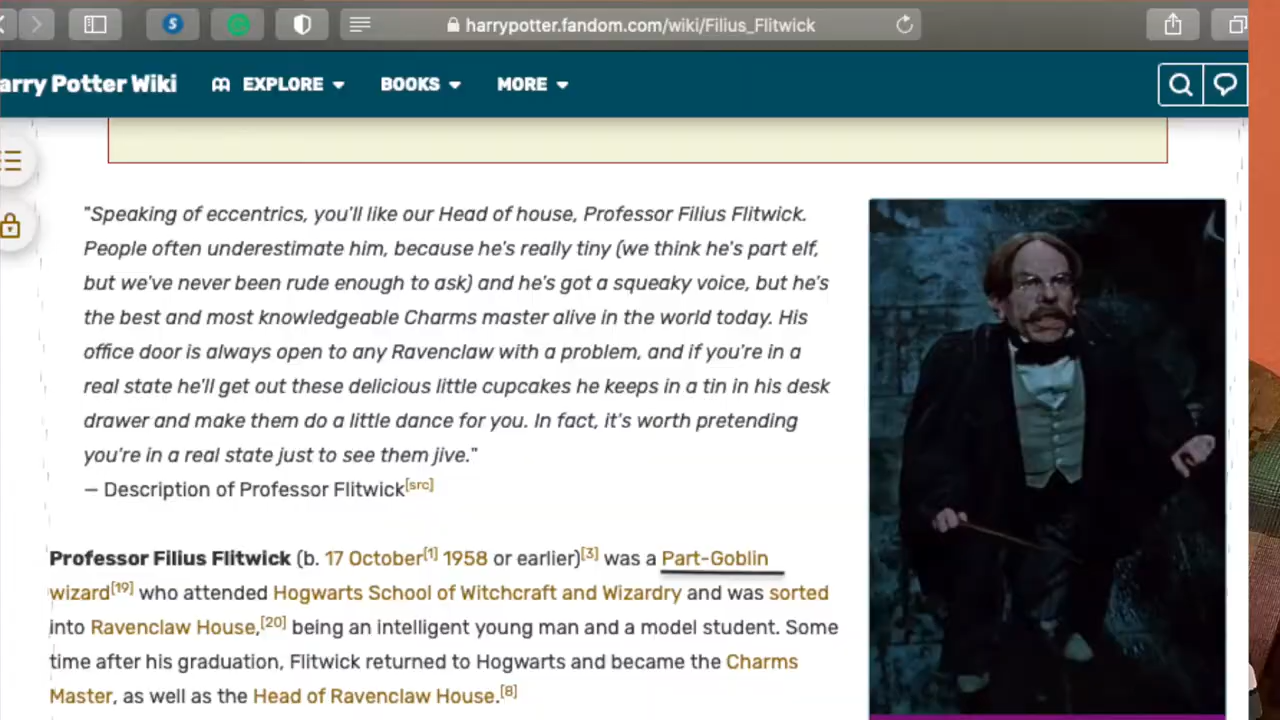 harrypotter.fandom.com/wiki/Filius_Flitwick
arry Potter Wiki EXPLORE BOOKS MORE
"Speaking of eccentrics, you'll like our Head of house, Professor Filius Flitwick.
People often underestimate him, because he's really tiny (we think he's part elf,
but we've never been rude enough to ask) and he's got a squeaky voice, but he's
the best and most knowledgeable Charms master alive in the world today. His
office door is always open to any Ravenclaw with a problem, and if you're in a
real state he'll get out these delicious little cupcakes he keeps in a tin in his desk
drawer and make them do a little dance for you. In fact, it's worth pretending
you're in a real state just to see them jive."
— Description of Professor Flitwick[src]
Professor Filius Flitwick (b. 17 October[1] 1958 or earlier)[3] was a Part-Goblin
wizard[19] who attended Hogwarts School of Witchcraft and Wizardry and was sorted
into Ravenclaw House,[20] being an intelligent young man and a model student. Some
time after his graduation, Flitwick returned to Hogwarts and became the Charms
Master, as well as the Head of Ravenclaw House.[8]